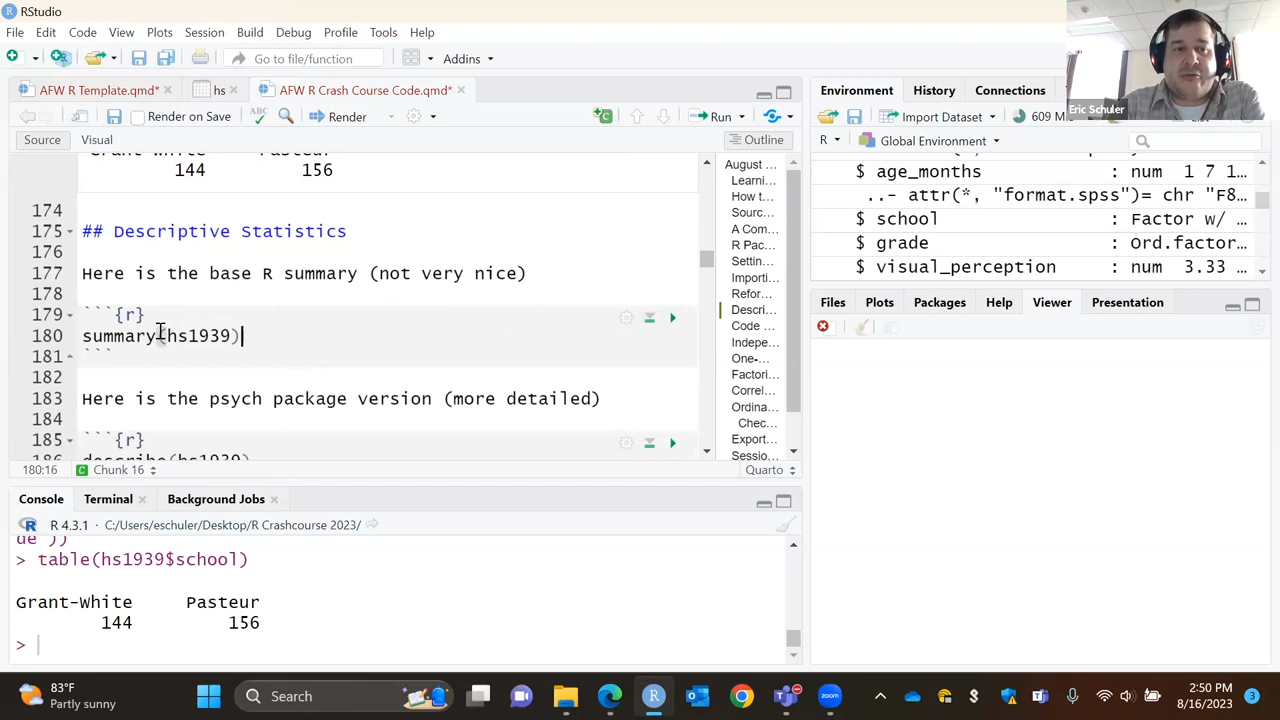 RStudio
File Edit Code View Plots Session Build Debug Profile Tools Help
Go to file/function Addins
AFW R Template.qmd* hs AFW R Crash Course Code.qmd*
Render on Save ABC Render Run
Source Visual Outline
144 156
174
175 ## Descriptive Statistics
176
177 Here is the base R summary (not very nice)
178
179 ```{r}
180 summary(hs1939)
181 ```
182
183 Here is the psych package version (more detailed)
184
185 ```{r}
186 describe(hs1939)
180:16 Chunk 16 Quarto
August ...
Learni...
How t...
Sourc...
A Com...
R Pac...
Settin...
Importi...
Refor...
Descri...
Code ...
Indepe...
One-...
Factori...
Correl...
Ordina...
Chec...
Export...
Sessio...
Console Terminal Background Jobs
R 4.3.1 · C:/Users/eschuler/Desktop/R Crashcourse 2023/
de ))
> table(hs1939$school)
Grant-White Pasteur
144 156
>
Environment History Connections
Import Dataset 609 M
R Global Environment
$ age_months : num 1 7 1...
..- attr(*, "format.spss")= chr "F8...
$ school : Factor w/ ...
$ grade : Ord.factor...
$ visual_perception : num 3.33 ...
Files Plots Packages Help Viewer Presentation
Eric Schuler
83°F
Partly sunny
Search
zoom
2:50 PM
8/16/2023
3